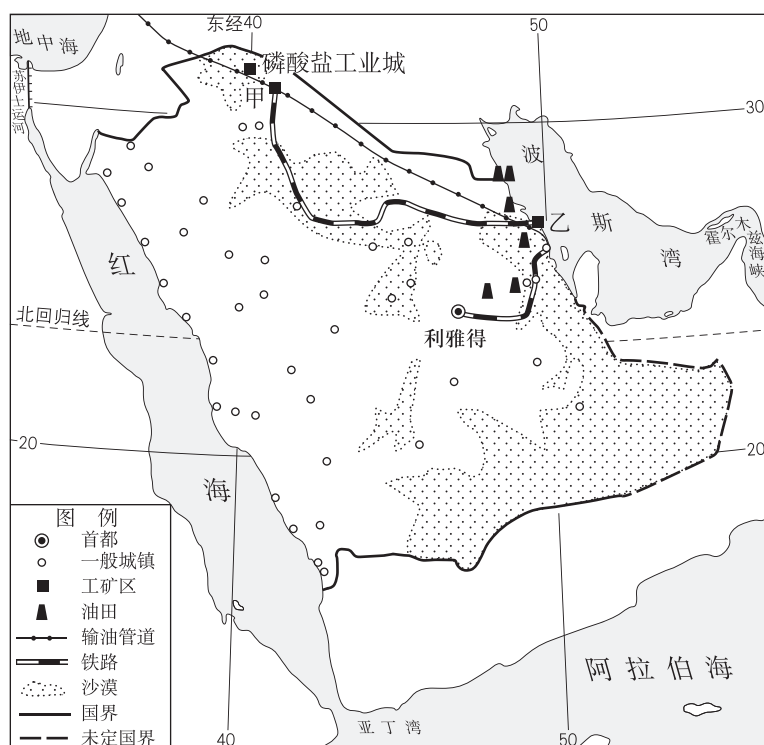 东经40
50
地中海
磷酸盐工业城
苏伊士运河
甲
30
波斯湾
乙
霍尔木兹海峡
红海
北回归线
利雅得
20
20
图 例
首都
一般城镇
工矿区
油田
输油管道
铁路
沙漠
国界
未定国界
阿拉伯海
亚丁湾
40
50